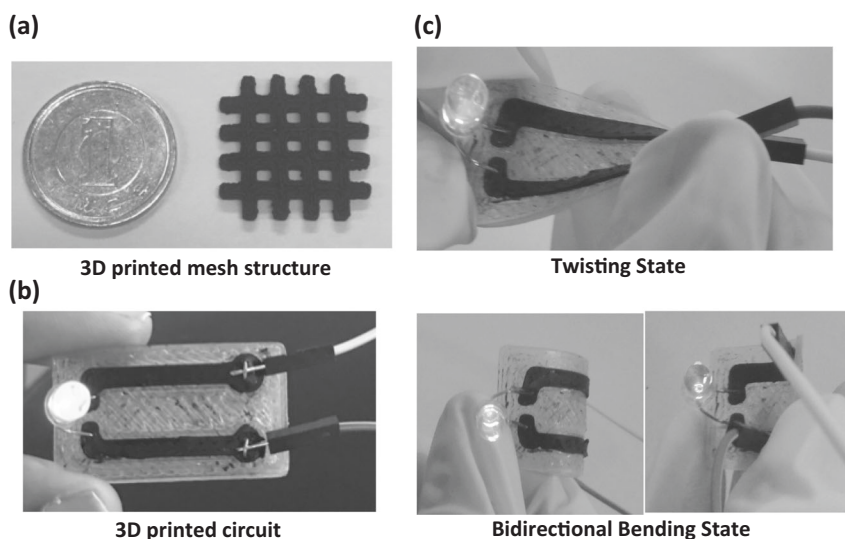 (a)
3D printed mesh structure
(b)
3D printed circuit
(c)
Twisting State
Bidirectional Bending State